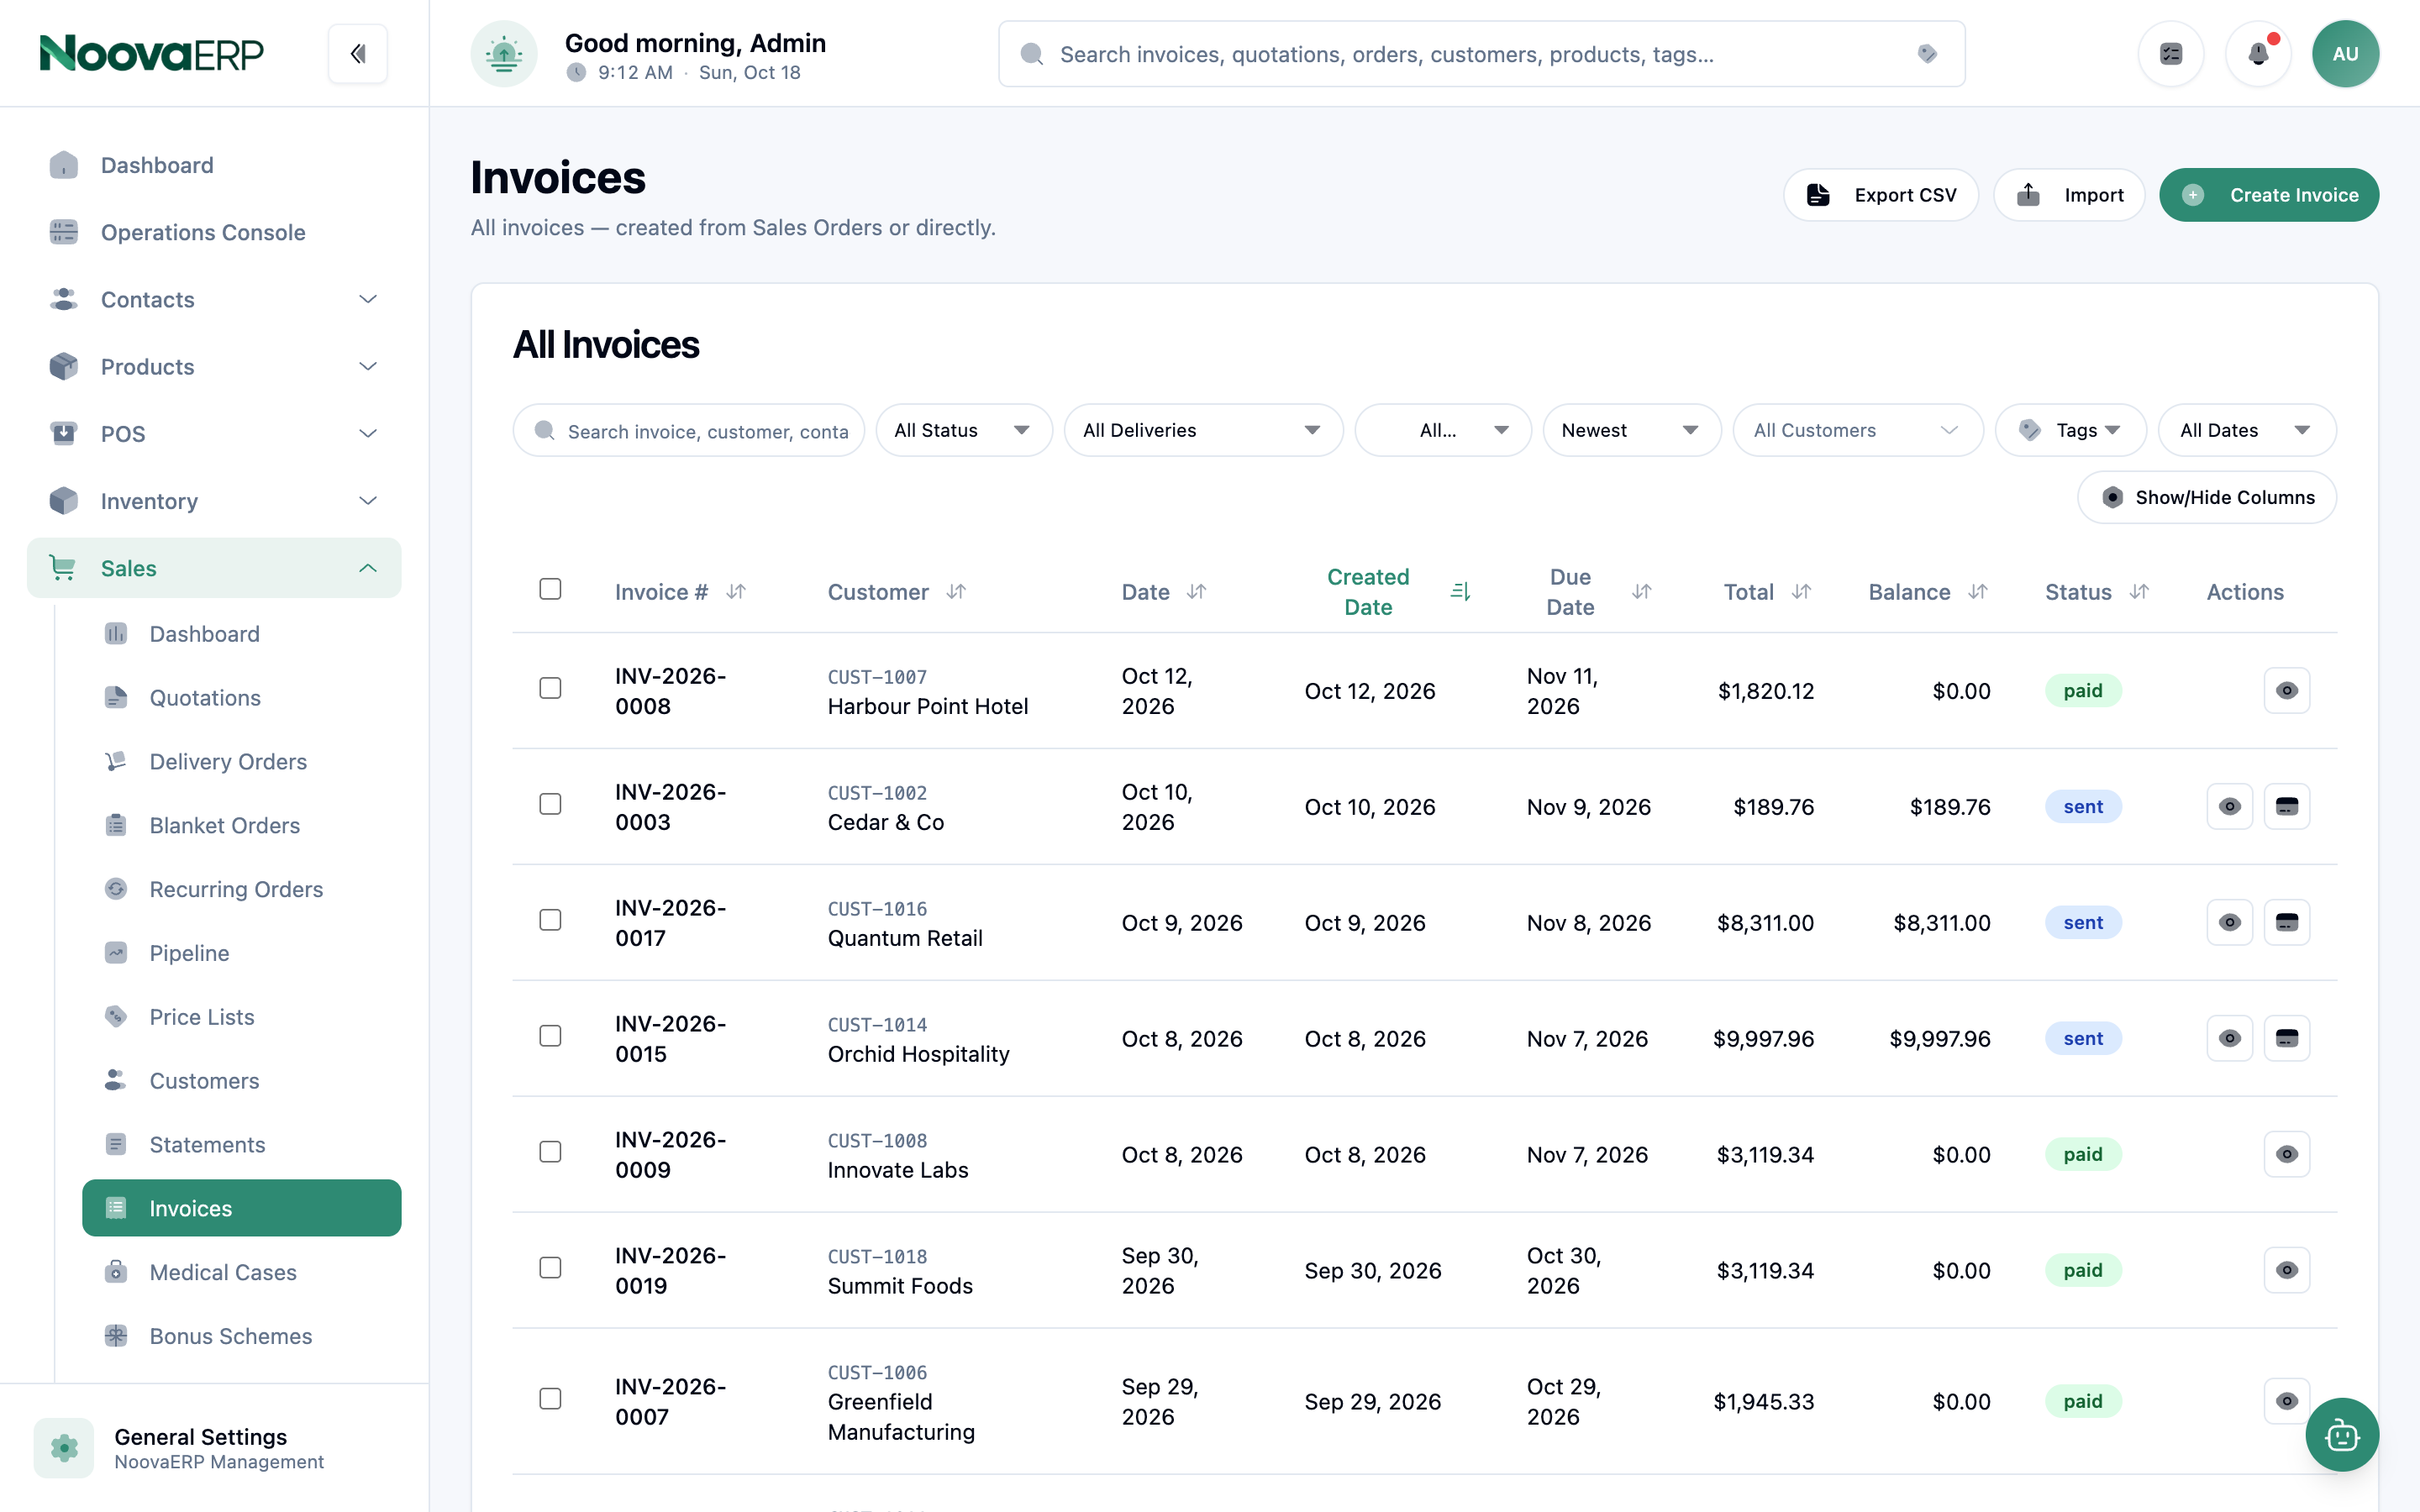 NoovaERP
Good morning, Admin
9:12 AM · Sun, Oct 18
Search invoices, quotations, orders, customers, products, tags...
AU
Dashboard
Operations Console
Contacts
Products
POS
Inventory
Sales
Dashboard
Quotations
Delivery Orders
Blanket Orders
Recurring Orders
Pipeline
Price Lists
Customers
Statements
Invoices
Medical Cases
Bonus Schemes
General Settings
NoovaERP Management
Invoices
All invoices — created from Sales Orders or directly.
Export CSV
Import
Create Invoice
All Invoices
Search invoice, customer, conta
All Status
All Deliveries
All...
Newest
All Customers
Tags
All Dates
Show/Hide Columns
Invoice # Customer Date Created Date Due Date Total Balance Status Actions
INV-2026-0008 CUST-1007 Harbour Point Hotel Oct 12, 2026 Oct 12, 2026 Nov 11, 2026 $1,820.12 $0.00 paid
INV-2026-0003 CUST-1002 Cedar & Co Oct 10, 2026 Oct 10, 2026 Nov 9, 2026 $189.76 $189.76 sent
INV-2026-0017 CUST-1016 Quantum Retail Oct 9, 2026 Oct 9, 2026 Nov 8, 2026 $8,311.00 $8,311.00 sent
INV-2026-0015 CUST-1014 Orchid Hospitality Oct 8, 2026 Oct 8, 2026 Nov 7, 2026 $9,997.96 $9,997.96 sent
INV-2026-0009 CUST-1008 Innovate Labs Oct 8, 2026 Oct 8, 2026 Nov 7, 2026 $3,119.34 $0.00 paid
INV-2026-0019 CUST-1018 Summit Foods Sep 30, 2026 Sep 30, 2026 Oct 30, 2026 $3,119.34 $0.00 paid
INV-2026-0007 CUST-1006 Greenfield Manufacturing Sep 29, 2026 Sep 29, 2026 Oct 29, 2026 $1,945.33 $0.00 paid